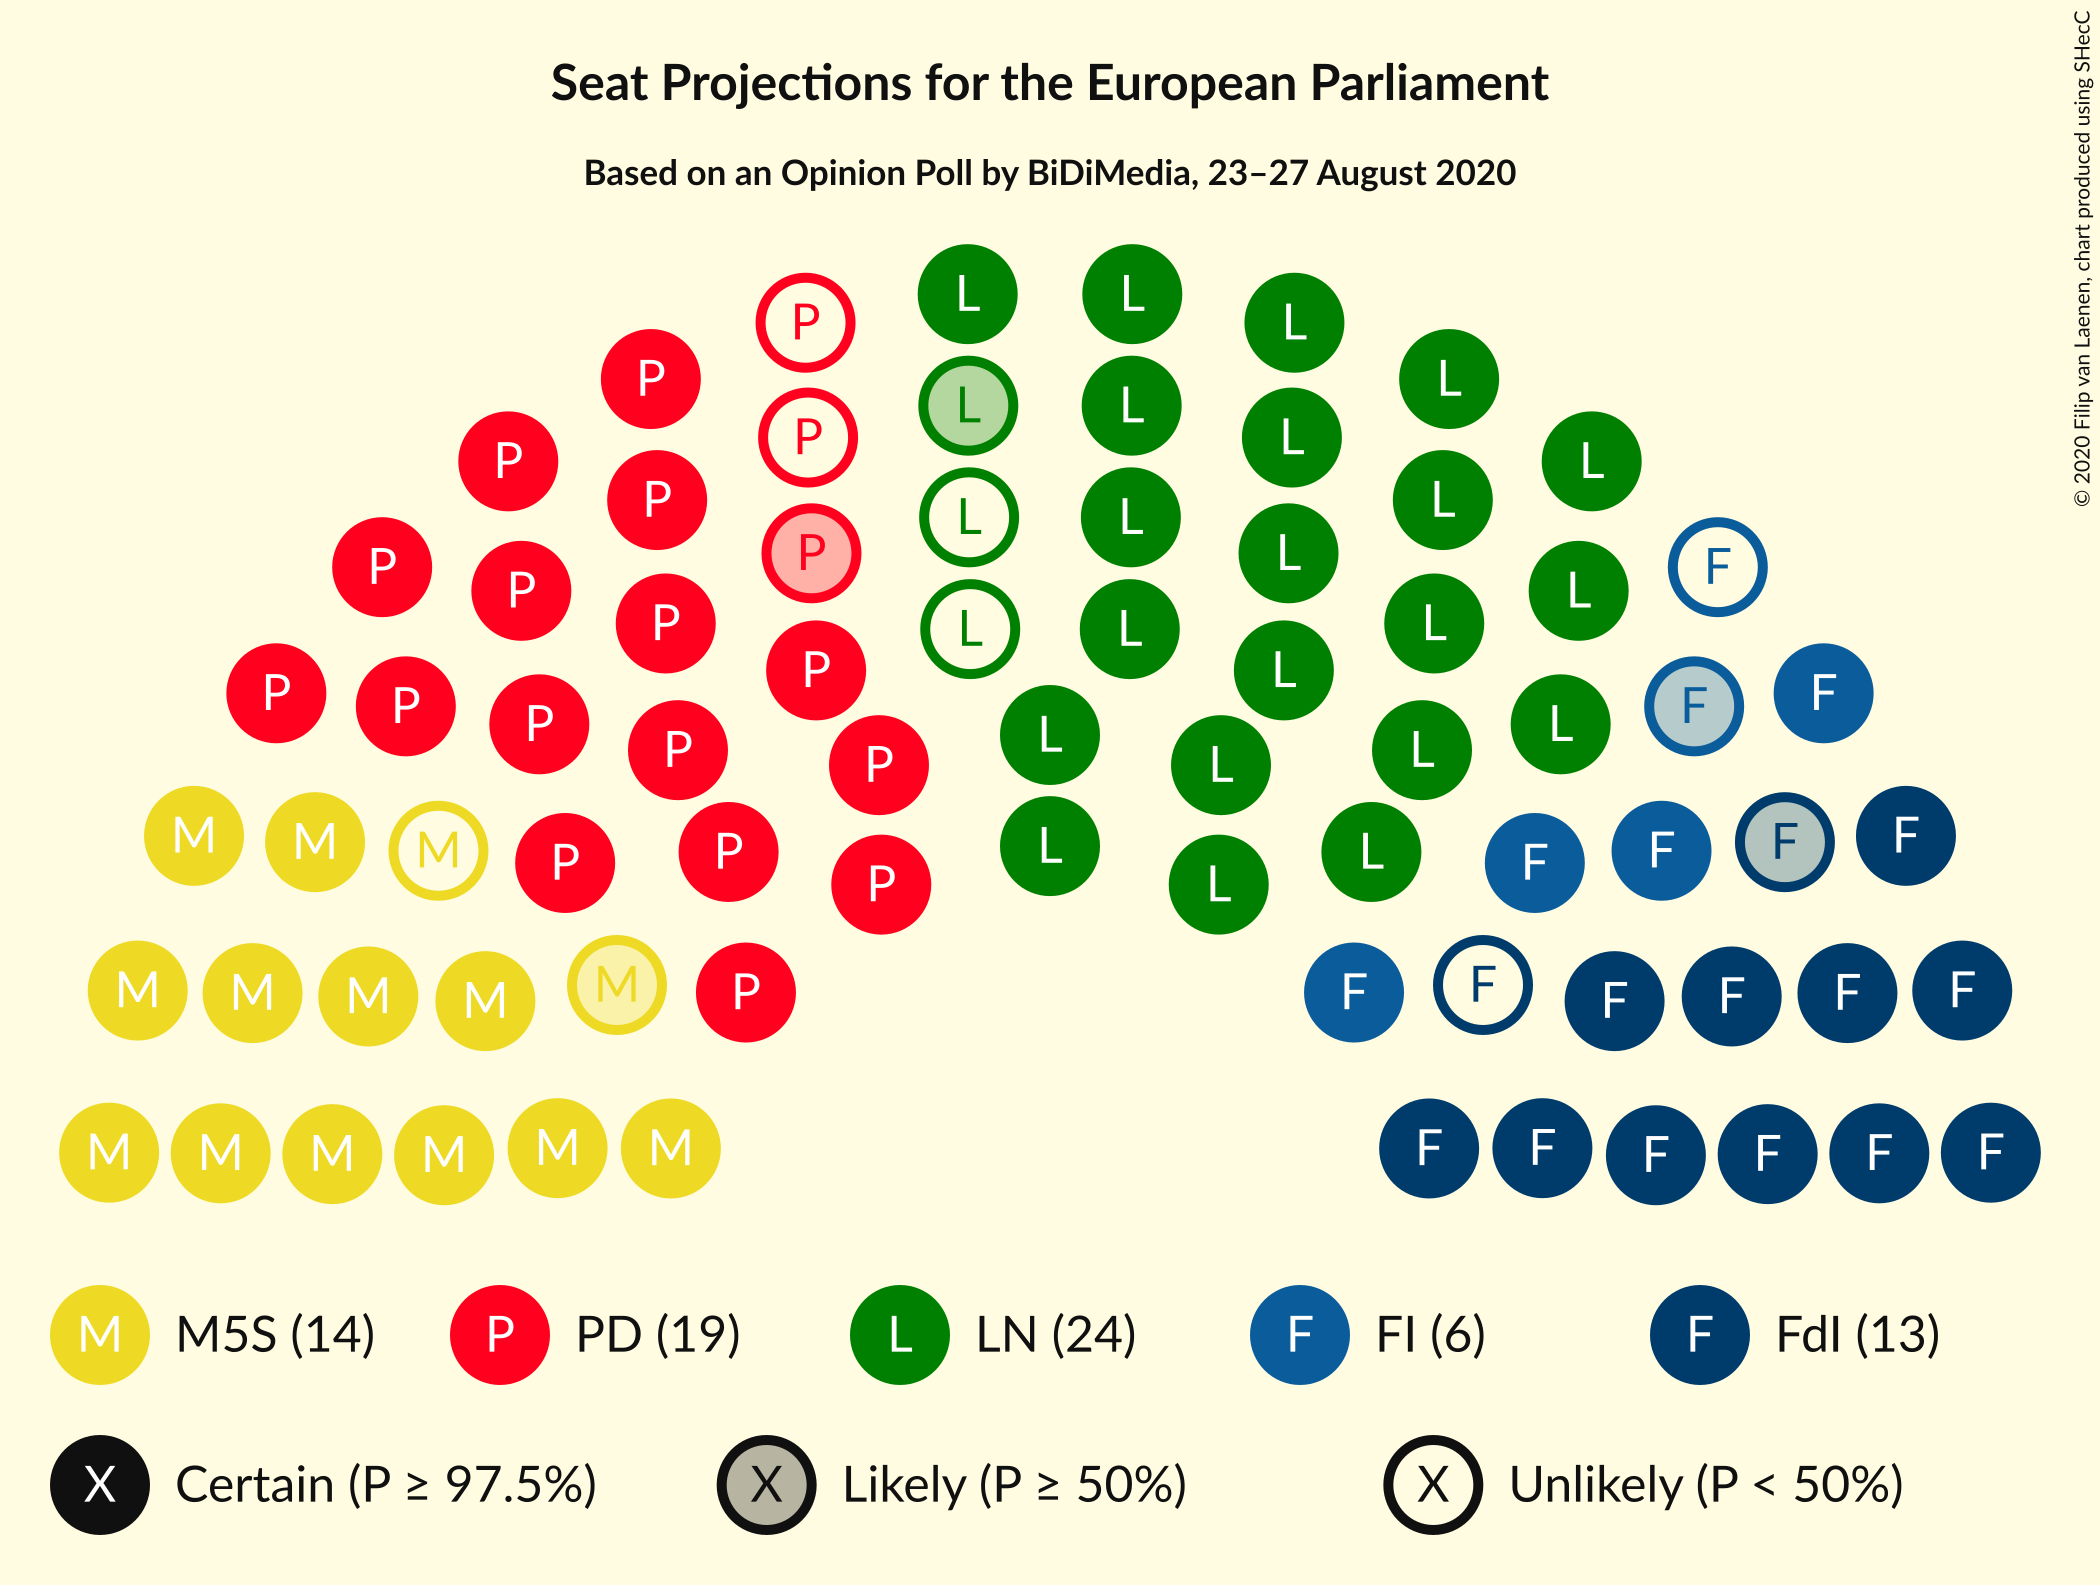 Seat Projections for the European Parliament
Based on an Opinion Poll by BiDiMedia, 23–27 August 2020
© 2020 Filip van Laenen, chart produced using SHecC
P L L L
P L L L
P P L L
P L L L
P P P L L F
P L L L
P P P L F F
P P P L L L L
M M M P P P L L L F F F F
M M M M M P F F F F F F
M M M M M M F F F F F F
M M5S (14) P PD (19) L LN (24) F FI (6) F FdI (13)
X Certain (P ≥ 97.5%) X Likely (P ≥ 50%) X Unlikely (P < 50%)